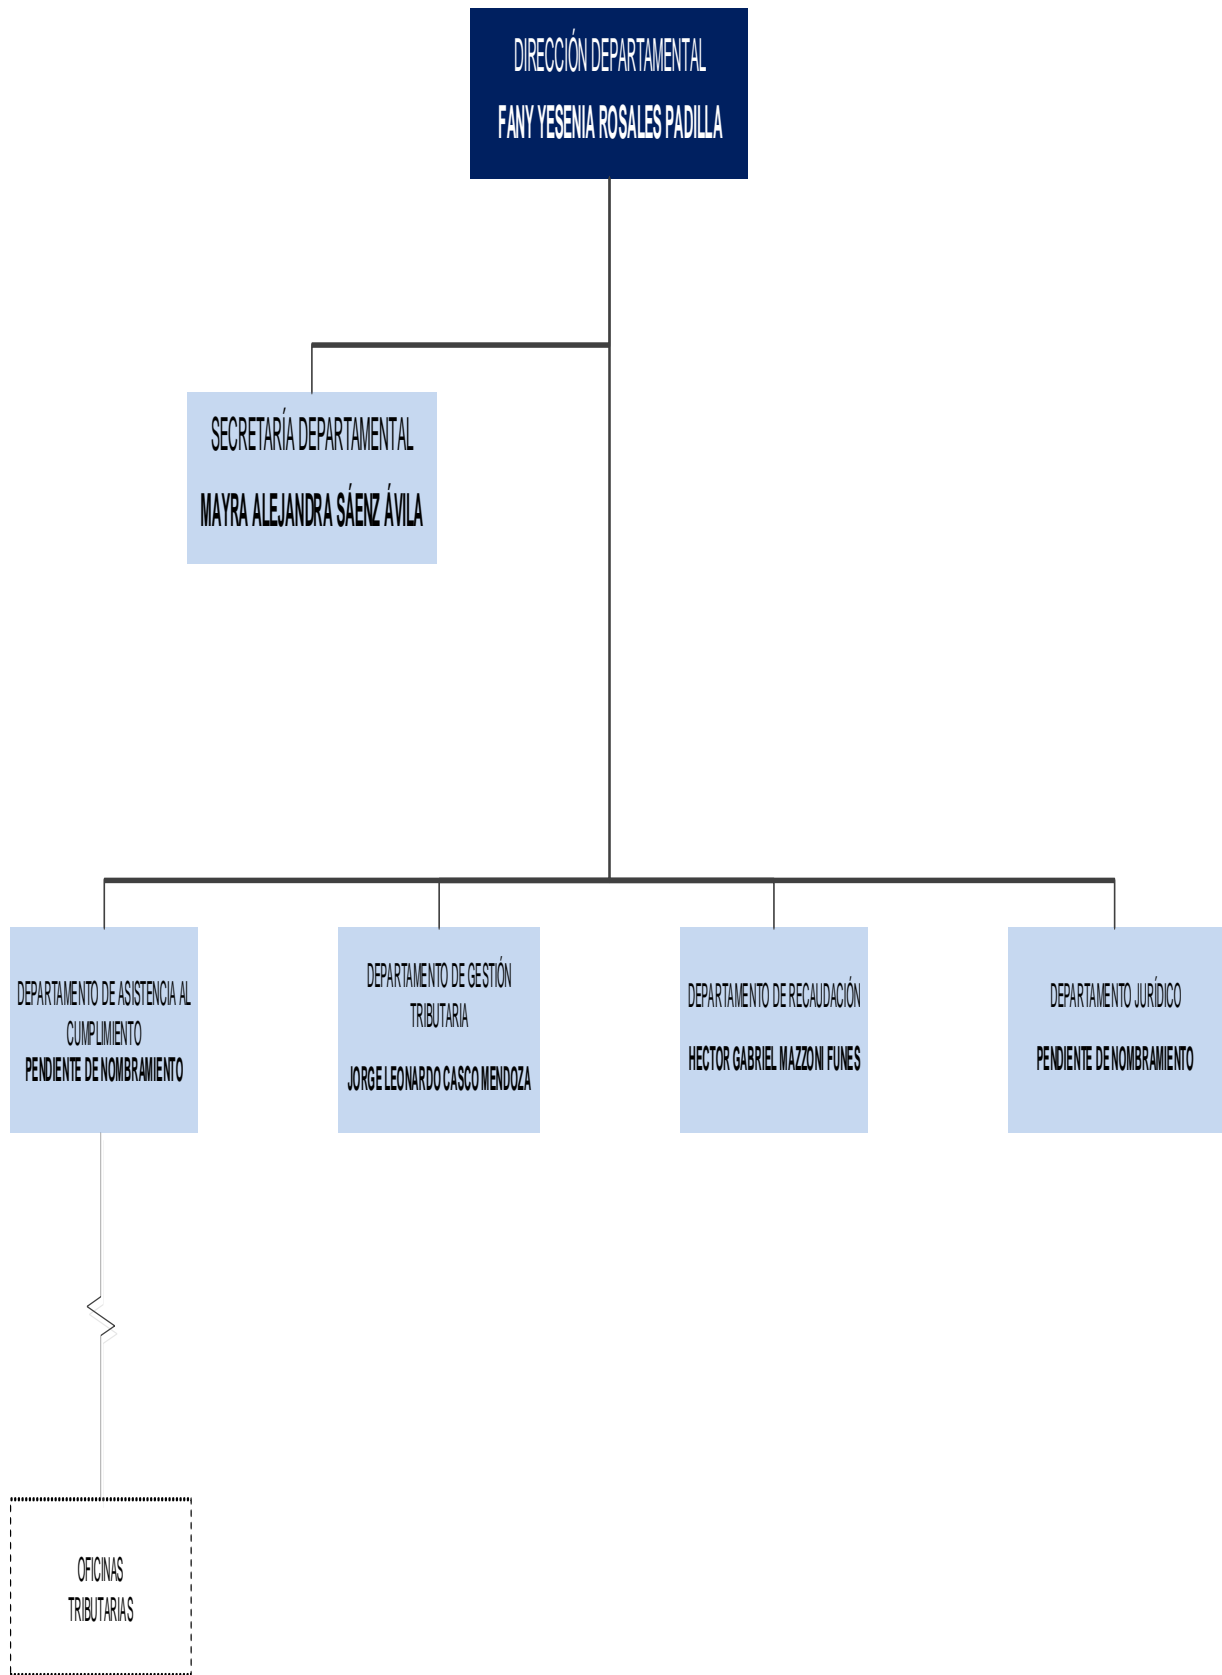 DIRECCIÓN DEPARTAMENTAL
FANY YESENIA ROSALES PADILLA
SECRETARÍA DEPARTAMENTAL
MAYRA ALEJANDRA SÁENZ ÁVILA
DEPARTAMENTO DE ASISTENCIA AL
CUMPLIMIENTO
PENDIENTE DE NOMBRAMIENTO
DEPARTAMENTO DE GESTIÓN
TRIBUTARIA
JORGE LEONARDO CASCO MENDOZA
DEPARTAMENTO DE RECAUDACIÓN
HECTOR GABRIEL MAZZONI FUNES
DEPARTAMENTO JURÍDICO
PENDIENTE DE NOMBRAMIENTO
OFICINAS
TRIBUTARIAS